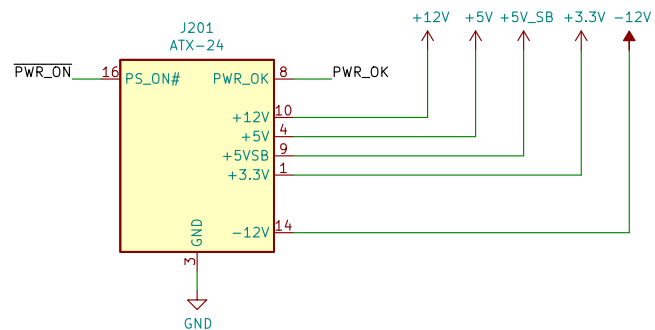 J201
ATX-24
+12V
+5V
+5V_SB
+3.3V
-12V
PWR_ON
16
PS_ON#
PWR_OK
8
PWR_OK
+12V
10
+5V
4
+5VSB
9
+3.3V
1
-12V
14
GND
3
GND